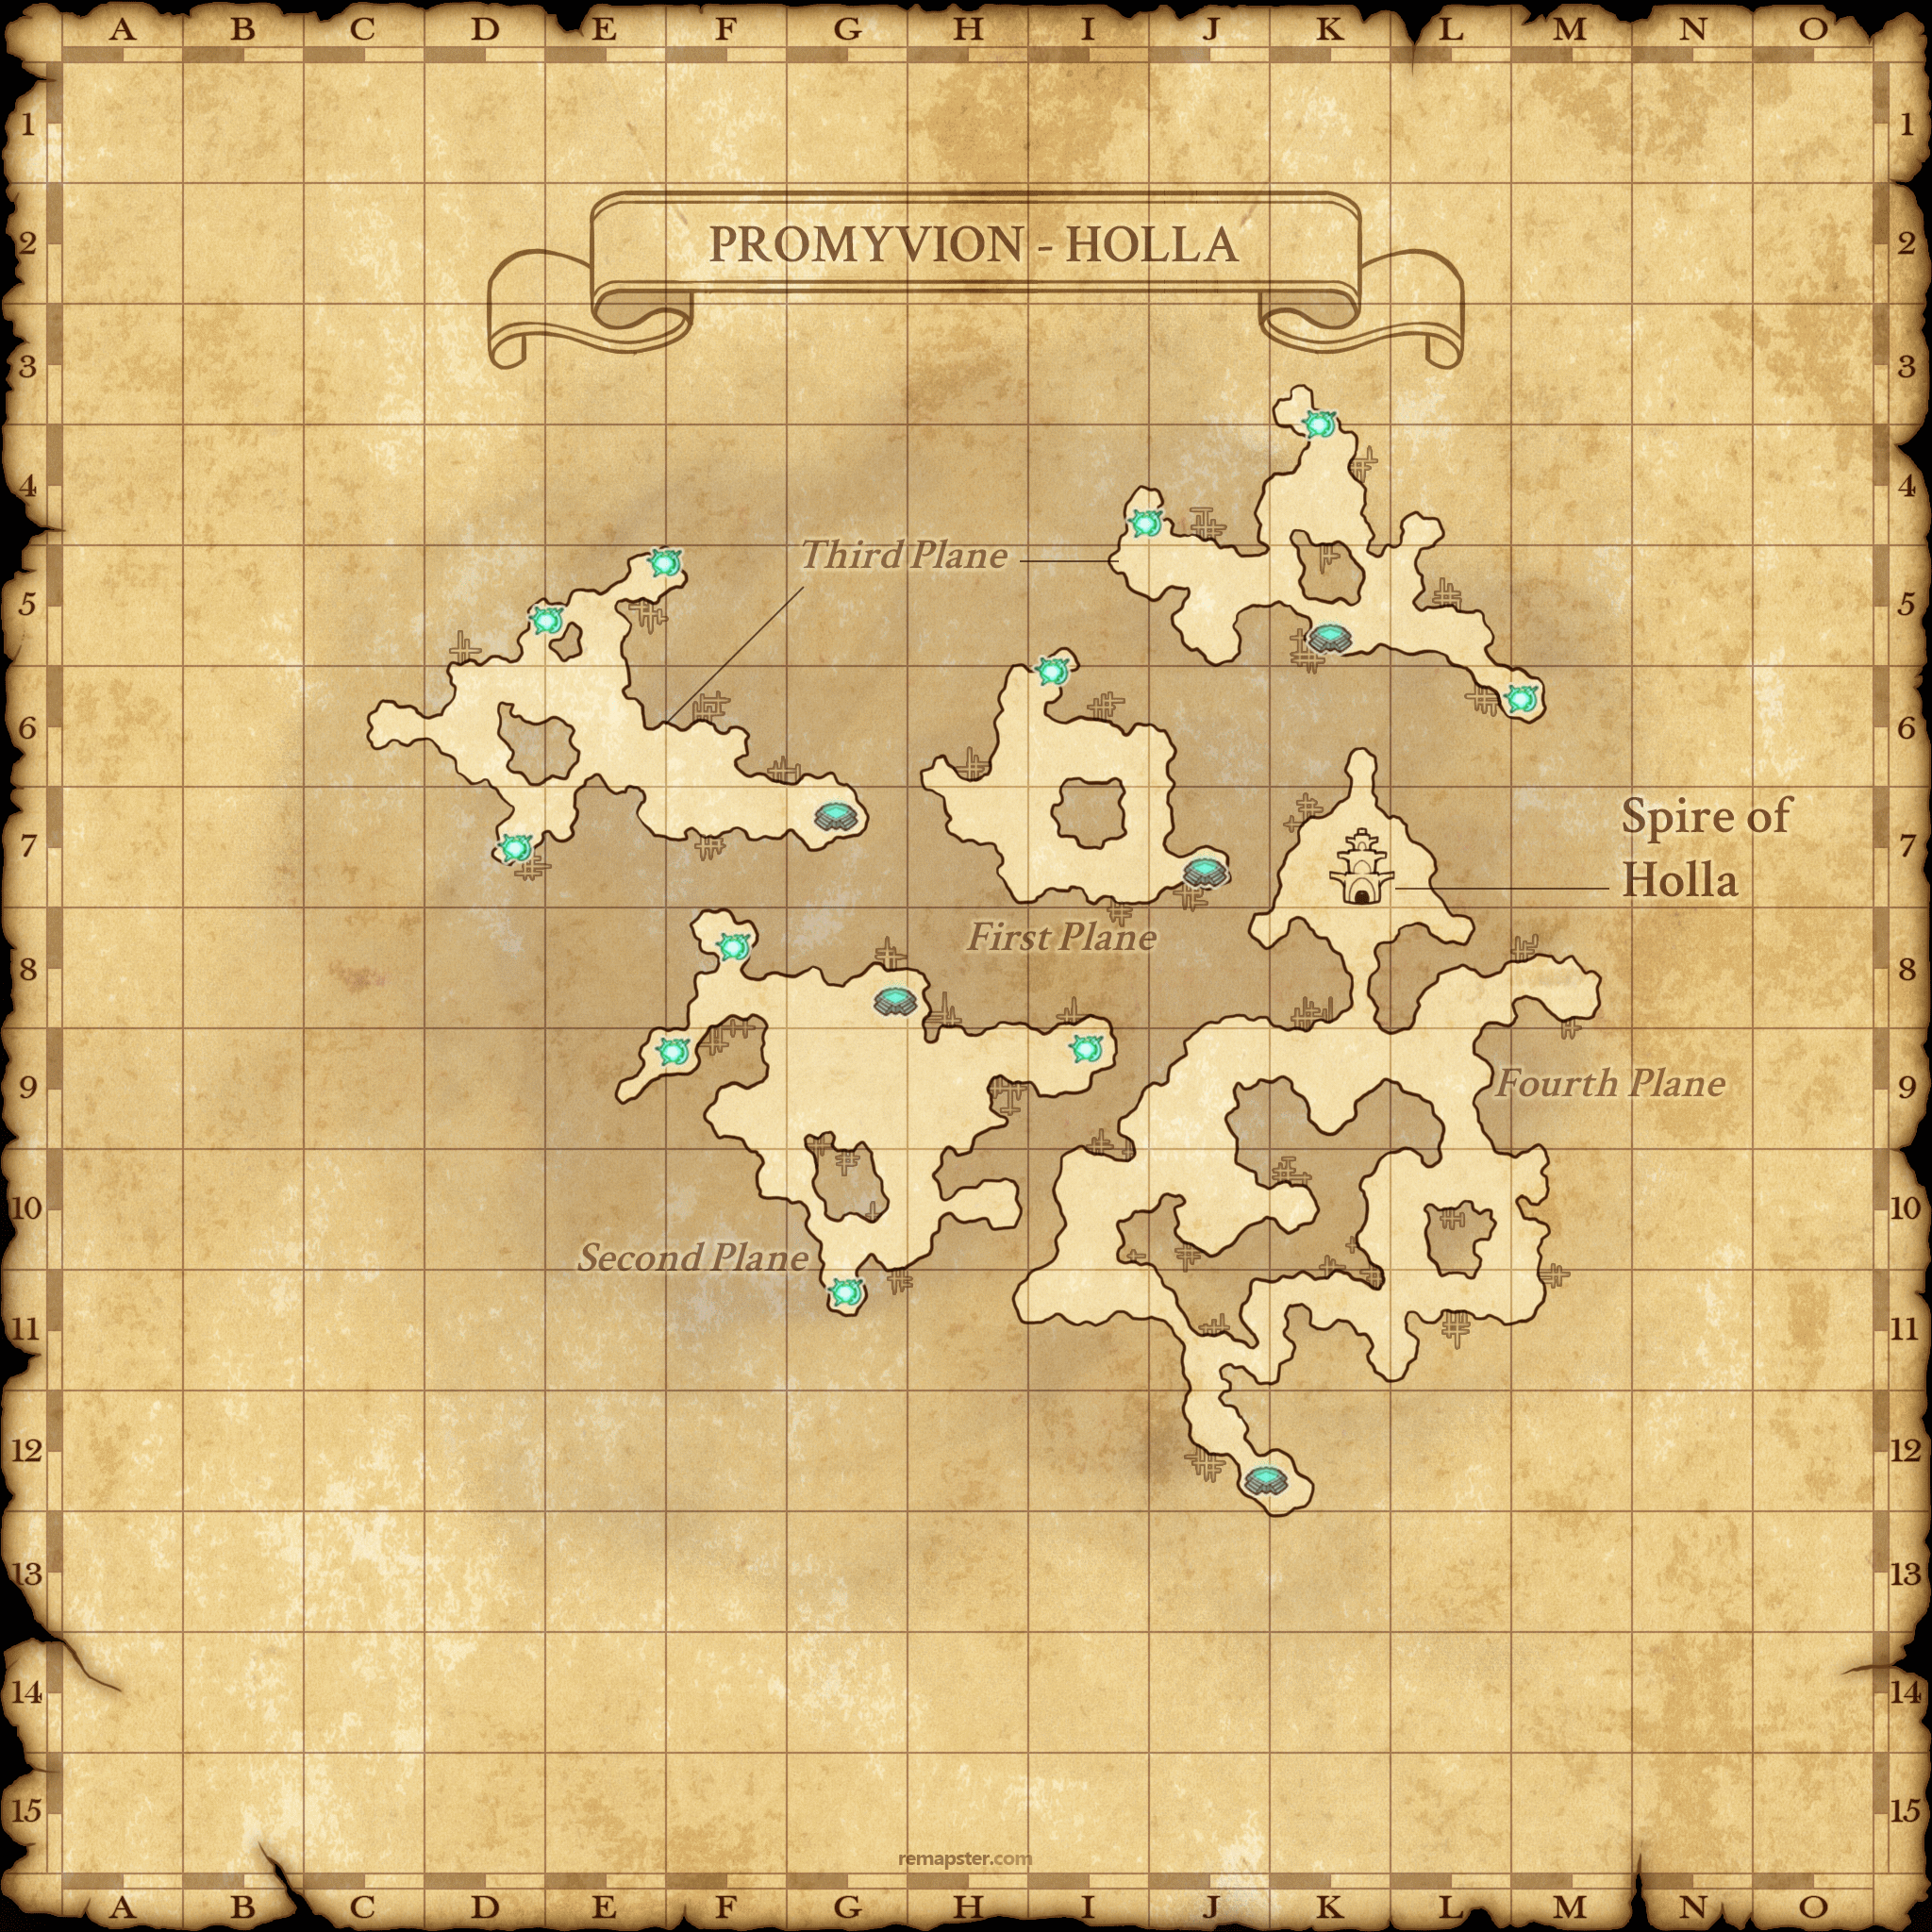 A B C D E F G H I J K L M N O
1 1
2 PROMYVION - HOLLA 2
3 3
4 4
Third Plane
5 5
6 6
Spire of
7 7
Holla
First Plane
8 8
9 Fourth Plane 9
10 10
Second Plane
11 11
12 12
13 13
14 14
15 15
remapster.com
A B C D E F G H I J K L M N O